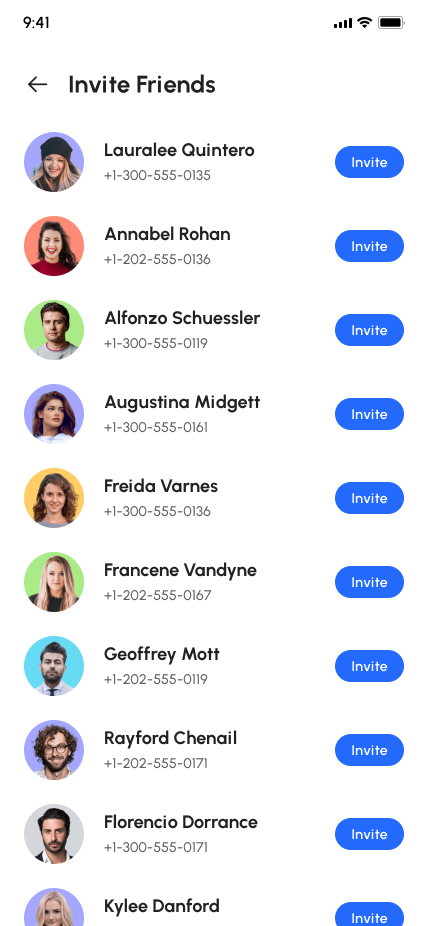 9:41
Invite Friends
Lauralee Quintero
+1-300-555-0135
Invite
Annabel Rohan
+1-202-555-0136
Invite
Alfonzo Schuessler
+1-300-555-0119
Invite
Augustina Midgett
+1-300-555-0161
Invite
Freida Varnes
+1-300-555-0136
Invite
Francene Vandyne
+1-202-555-0167
Invite
Geoffrey Mott
+1-202-555-0119
Invite
Rayford Chenail
+1-202-555-0171
Invite
Florencio Dorrance
+1-300-555-0171
Invite
Kylee Danford
Invite